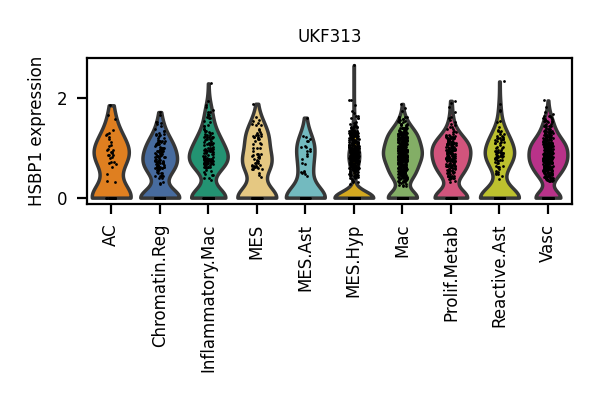 UKF313
HSBP1 expression
2
0
AC
Chromatin.Reg
Inflammatory.Mac
MES
MES.Ast
MES.Hyp
Mac
Prolif.Metab
Reactive.Ast
Vasc